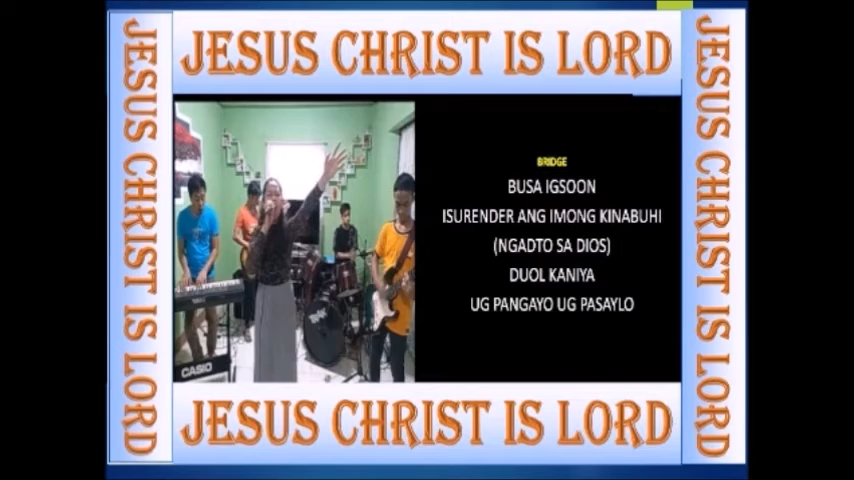 JESUS CHRIST IS LORD
JESUS CHRIST IS LORD
JESUS CHRIST IS LORD
BRIDGE
BUSA IGSOON
ISURENDER ANG IMONG KINABUHI
(NGADTO SA DIOS)
DUOL KANIYA
UG PANGAYO UG PASAYLO
CASIO
JESUS CHRIST IS LORD